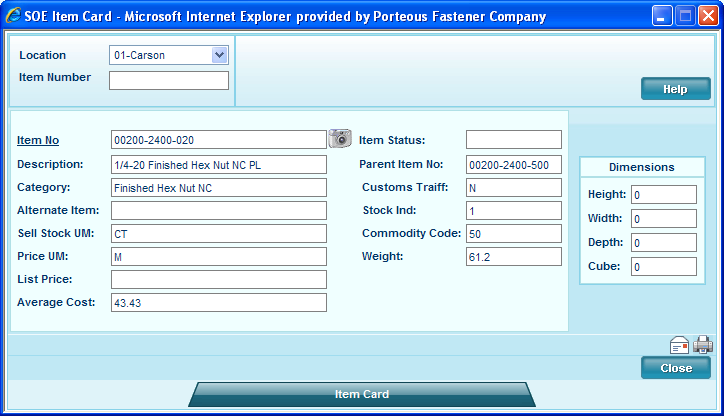 SOE Item Card - Microsoft Internet Explorer provided by Porteous Fastener Company
Location 01-Carson
Item Number
Help
Item No 00200-2400-020 Item Status:
Description: 1/4-20 Finished Hex Nut NC PL Parent Item No: 00200-2400-500
Dimensions
Category: Finished Hex Nut NC Customs Traiff: N
Height: 0
Alternate Item: Stock Ind: 1
Width: 0
Sell Stock UM: CT Commodity Code: 50
Depth: 0
Price UM: M Weight: 61.2
Cube: 0
List Price:
Average Cost: 43.43
Close
Item Card